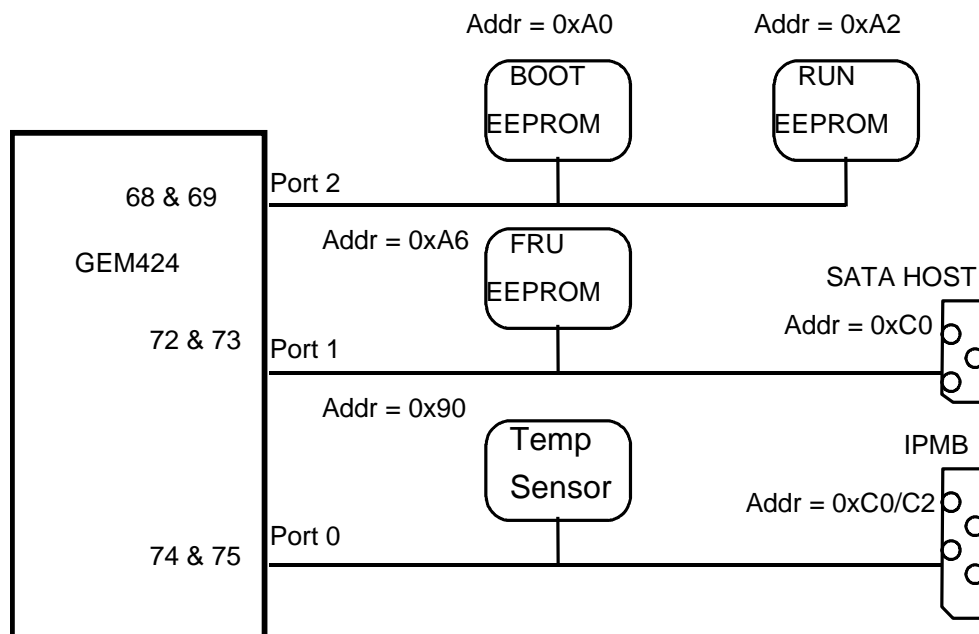 Addr = 0xA0
Addr = 0xA2
BOOT
EEPROM
RUN
EEPROM
68 & 69
Port 2
Addr = 0xA6
FRU
EEPROM
GEM424
SATA HOST
72 & 73
Port 1
Addr = 0xC0
Addr = 0x90
Temp
Sensor
IPMB
Addr = 0xC0/C2
74 & 75
Port 0